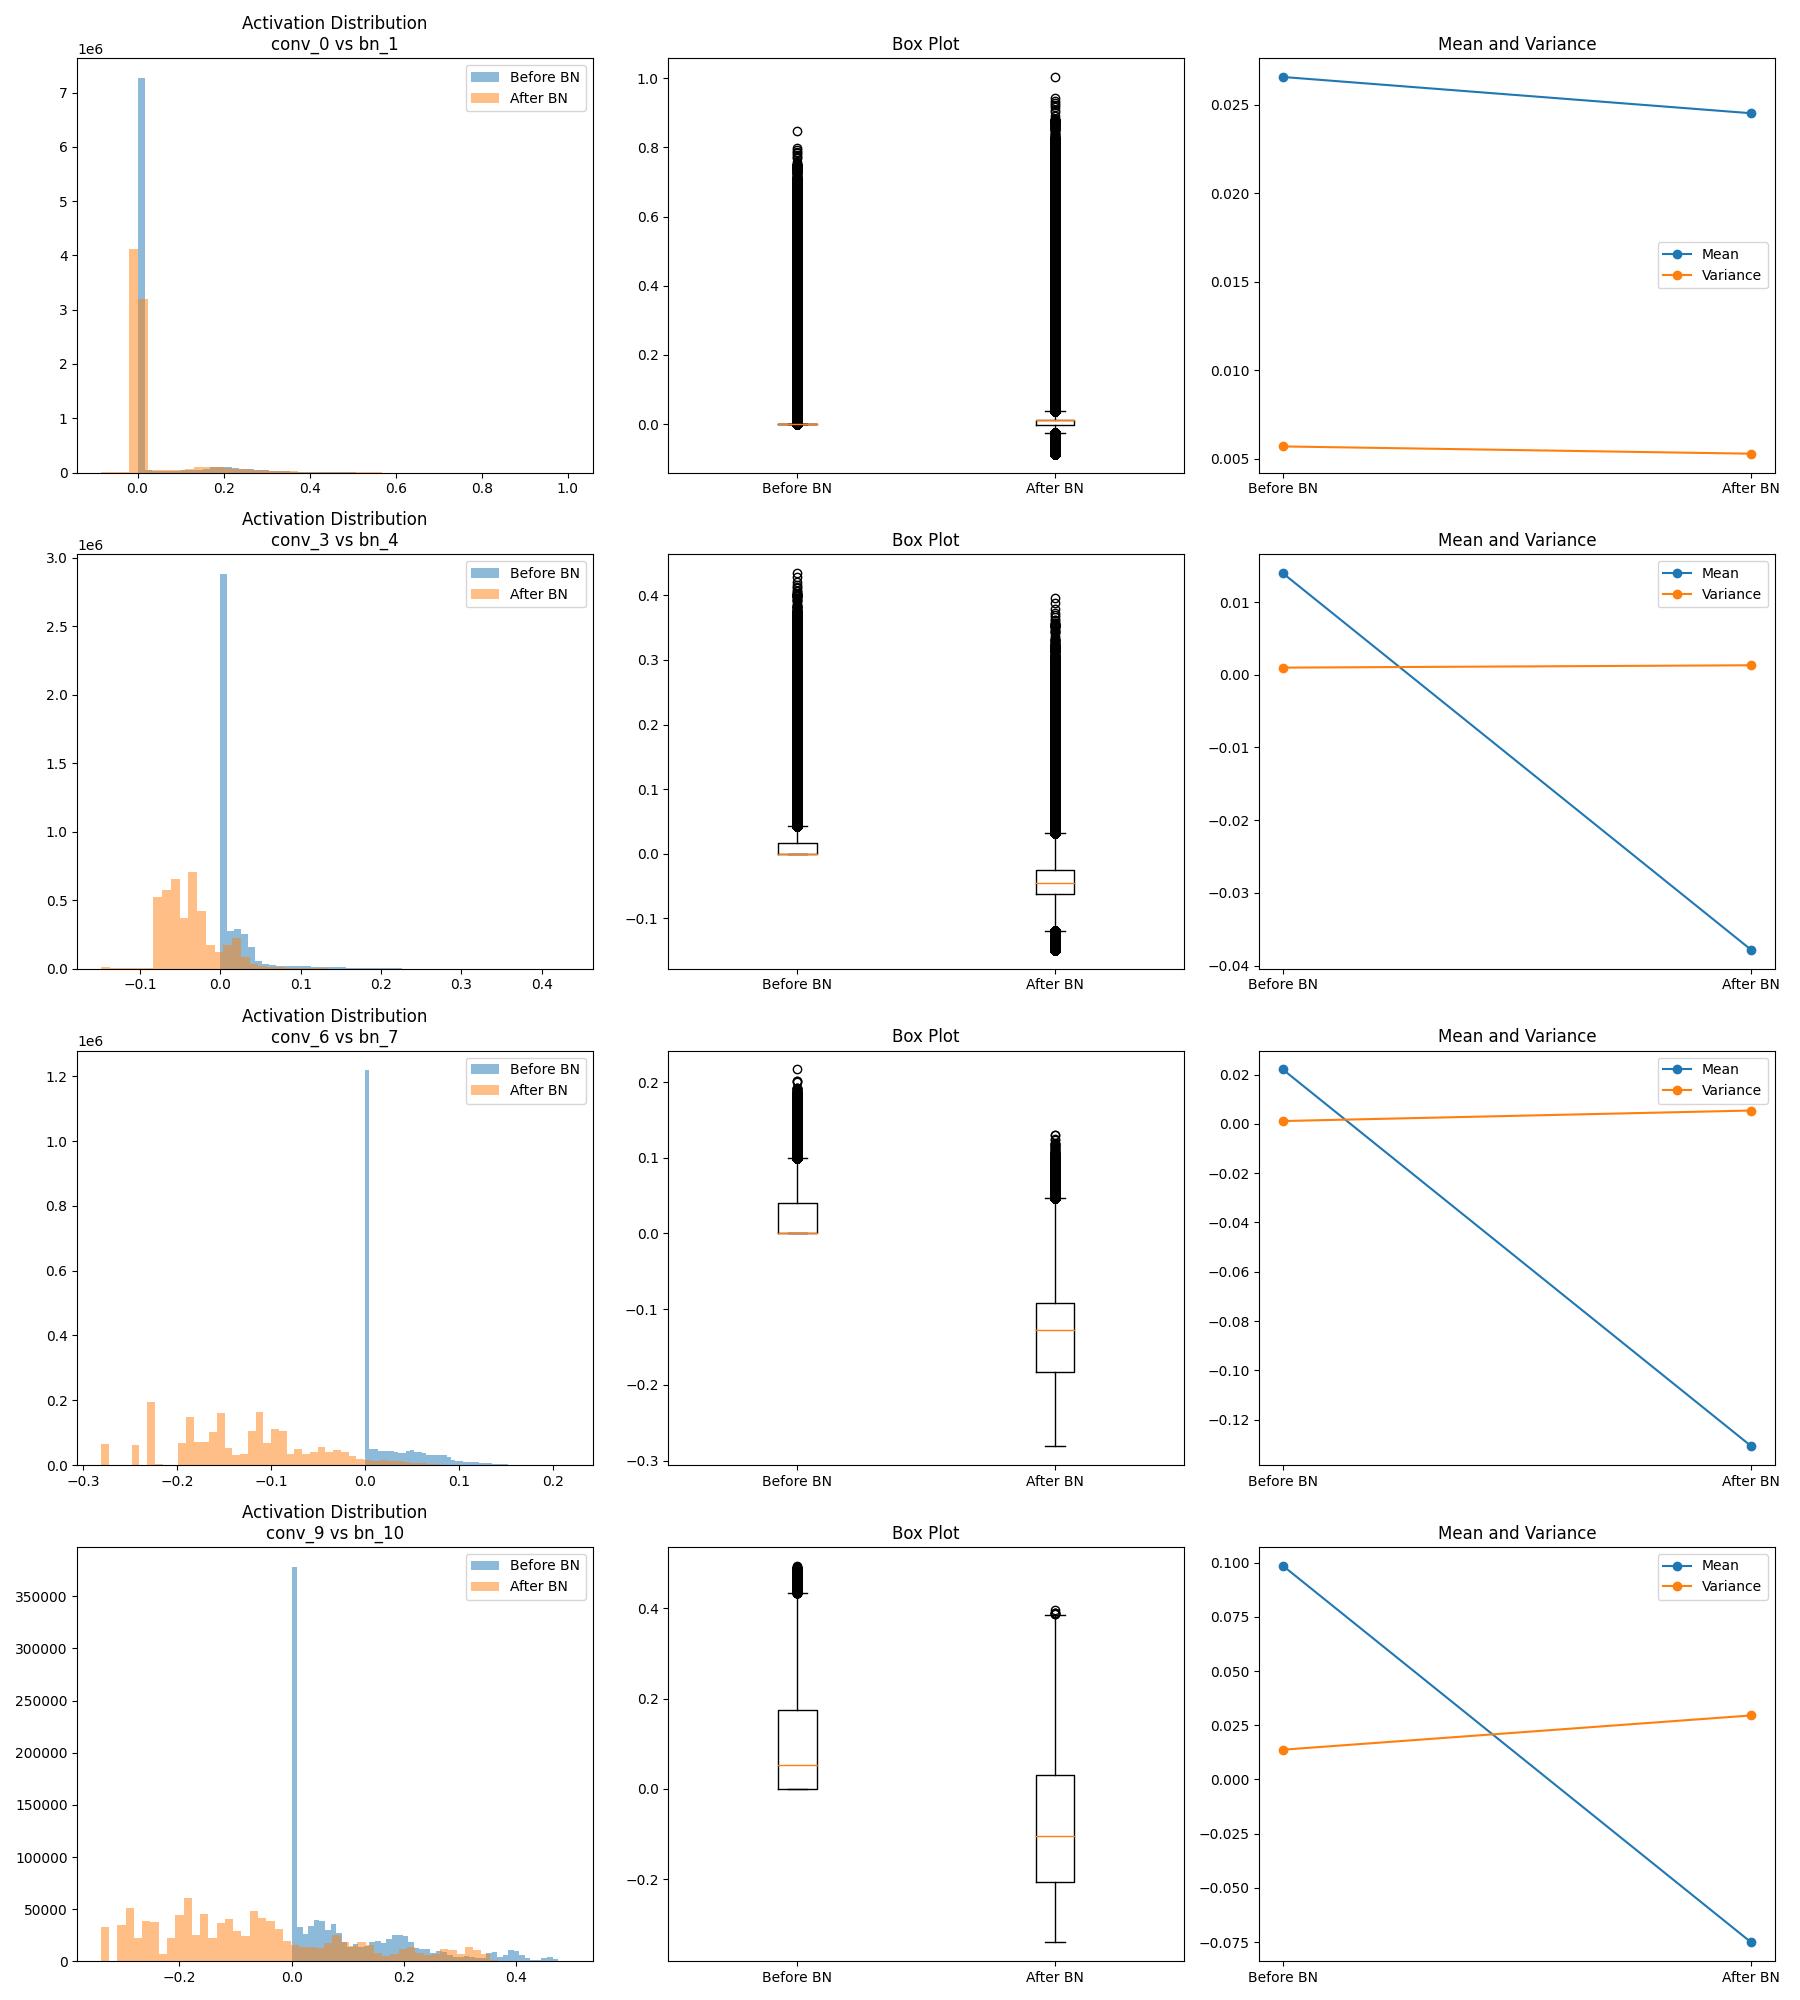 Activation Distribution
conv_0 vs bn_1
1e6
Before BN
After BN
7
6
5
4
3
2
1
0
0.0 0.2 0.4 0.6 0.8 1.0
Box Plot
1.0
0.8
0.6
0.4
0.2
0.0
Before BN After BN
Mean and Variance
0.025
0.020
0.015
0.010
0.005
Mean
Variance
Before BN After BN
Activation Distribution
conv_3 vs bn_4
1e6
Before BN
After BN
3.0
2.5
2.0
1.5
1.0
0.5
0.0
−0.1 0.0 0.1 0.2 0.3 0.4
Box Plot
0.4
0.3
0.2
0.1
0.0
−0.1
Before BN After BN
Mean and Variance
Mean
Variance
0.01
0.00
−0.01
−0.02
−0.03
−0.04
Before BN After BN
Activation Distribution
conv_6 vs bn_7
1e6
Before BN
After BN
1.2
1.0
0.8
0.6
0.4
0.2
0.0
−0.3 −0.2 −0.1 0.0 0.1 0.2
Box Plot
0.2
0.1
0.0
−0.1
−0.2
−0.3
Before BN After BN
Mean and Variance
Mean
Variance
0.02
0.00
−0.02
−0.04
−0.06
−0.08
−0.10
−0.12
Before BN After BN
Activation Distribution
conv_9 vs bn_10
Before BN
After BN
350000
300000
250000
200000
150000
100000
50000
0
−0.2 0.0 0.2 0.4
Box Plot
0.4
0.2
0.0
−0.2
Before BN After BN
Mean and Variance
Mean
Variance
0.100
0.075
0.050
0.025
0.000
−0.025
−0.050
−0.075
Before BN After BN